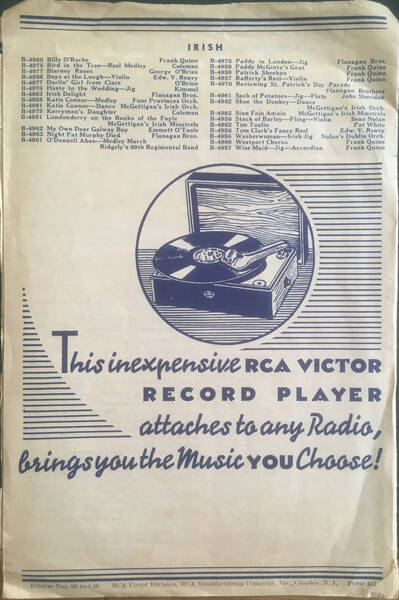 IRISH
B-4960 Billy O'Rorke Frank Quinn
B-4975 Bird in the Tree—Reel Medley Coleman
B-4977 Blarney Roses George O'Brien
B-4956 Boys at the Lough—Violin Edw. V. Reavy
B-4977 Darlin' Girl from Clare O'Brien
B-4976 Haste to the Wedding—Jig Kimmel
B-4963 Irish Delight Flanagan Bros.
B-4958 Katie Connor—Medley Four Provinces Orch.
B-4981 Katie Connor—Dance McGettigan's Irish Orch.
B-4975 Kerryman's Daughter Coleman
B-4981 Londonderry on the Banks of the Foyle
McGettigan's Irish Minstrels
B-4962 My Own Dear Galway Bay Emmett O'Toole
B-4963 Night Pat Murphy Died Flanagan Bros.
B-4961 O'Donnell Aboo—Medley March
Ridgely's 69th Regimental Band
B-4975 Paddy in London—Jig Flanagan Bros.
B-4959 Paddy McGinty's Goat Frank Quinn
B-4959 Patrick Sheehan Frank Quinn
B-4957 Rafferty's Reel—Violin Frank Quinn
B-4976 Reviewing St. Patrick's Day Parade
Flanagan Brothers
B-4961 Sack of Potatoes—Jig—Flute John Sheridan
B-4982 Shoe the Donkey—Dance
McGettigan's Irish Orch.
B-4982 Sinn Fein Amain McGettigan's Irish Minstrels
B-4958 Stack of Barley—Fling—Violin Sean Nolan
B-4962 Tim Toolin Pat White
B-4956 Tom Clark's Fancy Reel Edw. V. Reavy
B-4956 Washerwoman—Irish Jig Nolan's Dublin Orch.
B-4960 Westport Chorus Frank Quinn
B-4957 Wise Maid—Jig—Accordion Frank Quinn
This inexpensive RCA VICTOR
RECORD PLAYER
attaches to any Radio,
brings you the Music YOU Choose!
RCA Victor Division, RCA Manufacturing Company, Inc., Camden, N. J.